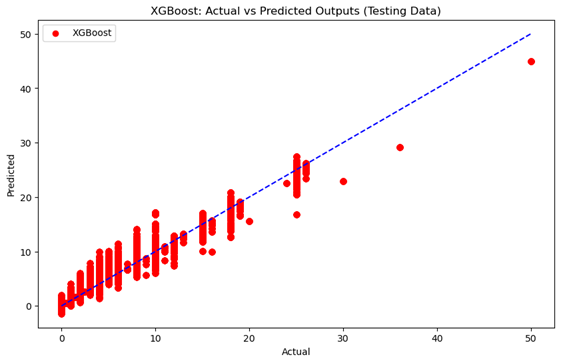 XGBoost: Actual vs Predicted Outputs (Testing Data)
XGBoost
50
40
30
20
10
0
Predicted
0 10 20 30 40 50
Actual